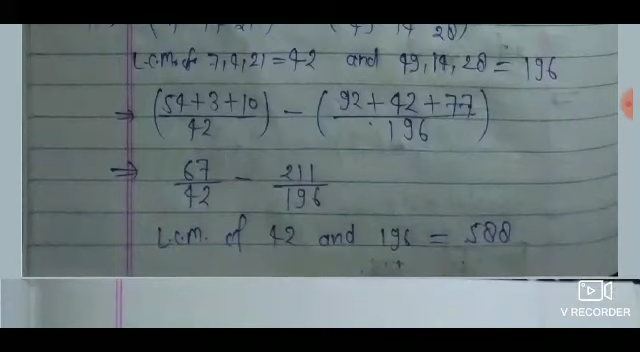 L.C.M. of 7,4,21 = 42 and 49,14,28 = 196
⇒ (54+3+10/42) − (92+42+77/196)
⇒ 67/42 − 211/196
L.C.M. of 42 and 196 = 588
V RECORDER